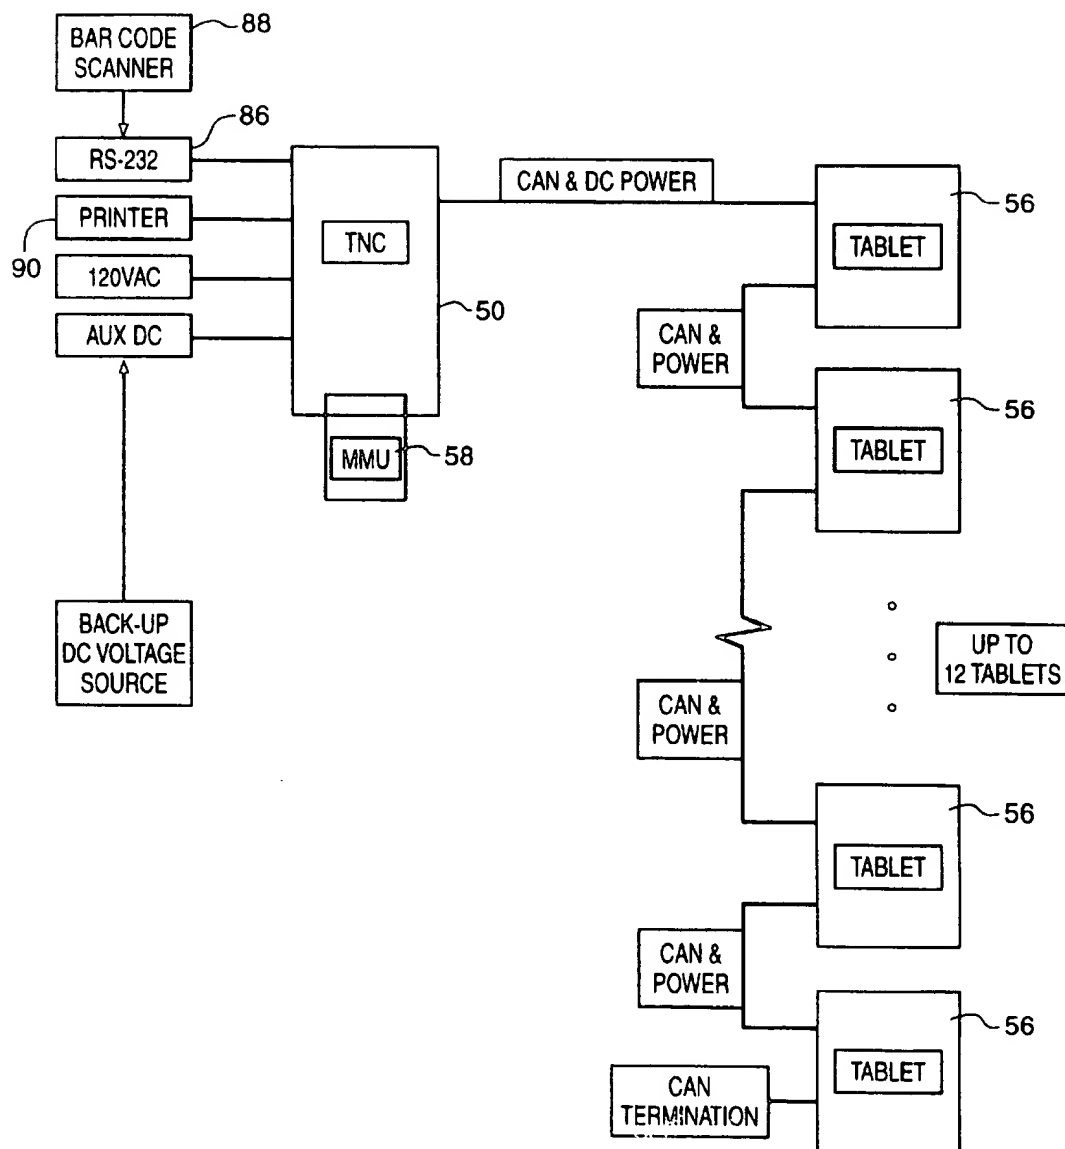 BAR CODE
SCANNER
88
RS-232
86
PRINTER
90
120VAC
AUX DC
BACK-UP
DC VOLTAGE
SOURCE
TNC
50
MMU
58
CAN & DC POWER
TABLET
56
CAN &
POWER
TABLET
56
UP TO
12 TABLETS
CAN &
POWER
TABLET
56
CAN &
POWER
TABLET
56
CAN
TERMINATION